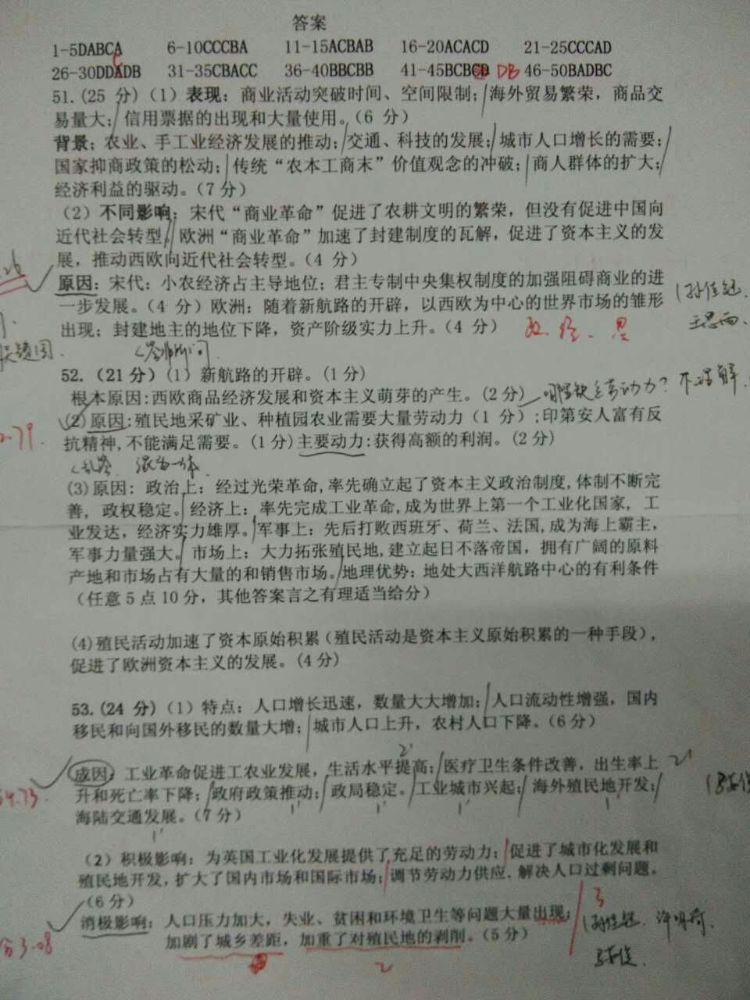 答案
1-5DABCA 6-10CCCBA 11-15ACBAB 16-20ACACD 21-25CCCAD
C
26-30DDADB 31-35CBACC 36-40BBCBB 41-45BCBCD DB 46-50BADBC
51.(25 分)(1)表现：商业活动突破时间、空间限制；海外贸易繁荣，商品交
易量大；信用票据的出现和大量使用。(6 分)
背景：农业、手工业经济发展的推动；交通、科技的发展；城市人口增长的需要；
国家抑商政策的松动；传统“农本工商末”价值观念的冲破；商人群体的扩大；
经济利益的驱动。(7 分)
(2)不同影响：宋代“商业革命”促进了农耕文明的繁荣，但没有促进中国向
近代社会转型，欧洲“商业革命”加速了封建制度的瓦解，促进了资本主义的发
展，推动西欧向近代社会转型。(4 分)
原因：宋代：小农经济占主导地位；君主专制中央集权制度的加强阻碍商业的进
一步发展。(4 分)欧洲：随着新航路的开辟，以西欧为中心的世界市场的雏形
出现；封建地主的地位下降，资产阶级实力上升。(4 分)
政、经、思
52.(21分)(1)新航路的开辟。(1分)
根本原因：西欧商品经济发展和资本主义萌芽的产生。(2分) 劳动力？不理解
(2)原因：殖民地采矿业、种植园农业需要大量劳动力(1 分)；印第安人富有反
抗精神，不能满足需要。(1分)主要动力：获得高额的利润。(2分)
混为一体
(3)原因：政治上：经过光荣革命，率先确立起了资本主义政治制度，体制不断完
善，政权稳定。经济上：率先完成工业革命，成为世界上第一个工业化国家，工
业发达，经济实力雄厚。军事上：先后打败西班牙、荷兰、法国，成为海上霸主，
军事力量强大。市场上：大力拓张殖民地，建立起日不落帝国，拥有广阔的原料
产地和市场占有大量的和销售市场。地理优势：地处大西洋航路中心的有利条件
(任意5点10分，其他答案言之有理适当给分)
(4)殖民活动加速了资本原始积累(殖民活动是资本主义原始积累的一种手段)，
促进了欧洲资本主义的发展。(4分)
53.(24 分)(1)特点：人口增长迅速，数量大大增加；人口流动性增强，国内
移民和向国外移民的数量大增；城市人口上升，农村人口下降。(6分)
2'
成因：工业革命促进工农业发展，生活水平提高；医疗卫生条件改善，出生率上 2'
升和死亡率下降；政府政策推动；政局稳定。工业城市兴起；海外殖民地开发；
1' 1' 1' 1'
海陆交通发展。(7分)
1'
(2)积极影响：为英国工业化发展提供了充足的劳动力；促进了城市化发展和
殖民地开发，扩大了国内市场和国际市场；调节劳动力供应，解决人口过剩问题。
(6分)
3
消极影响：人口压力加大，失业、贫困和环境卫生等问题大量出现；
加剧了城乡差距，加重了对殖民地的剥削。(5分)
2